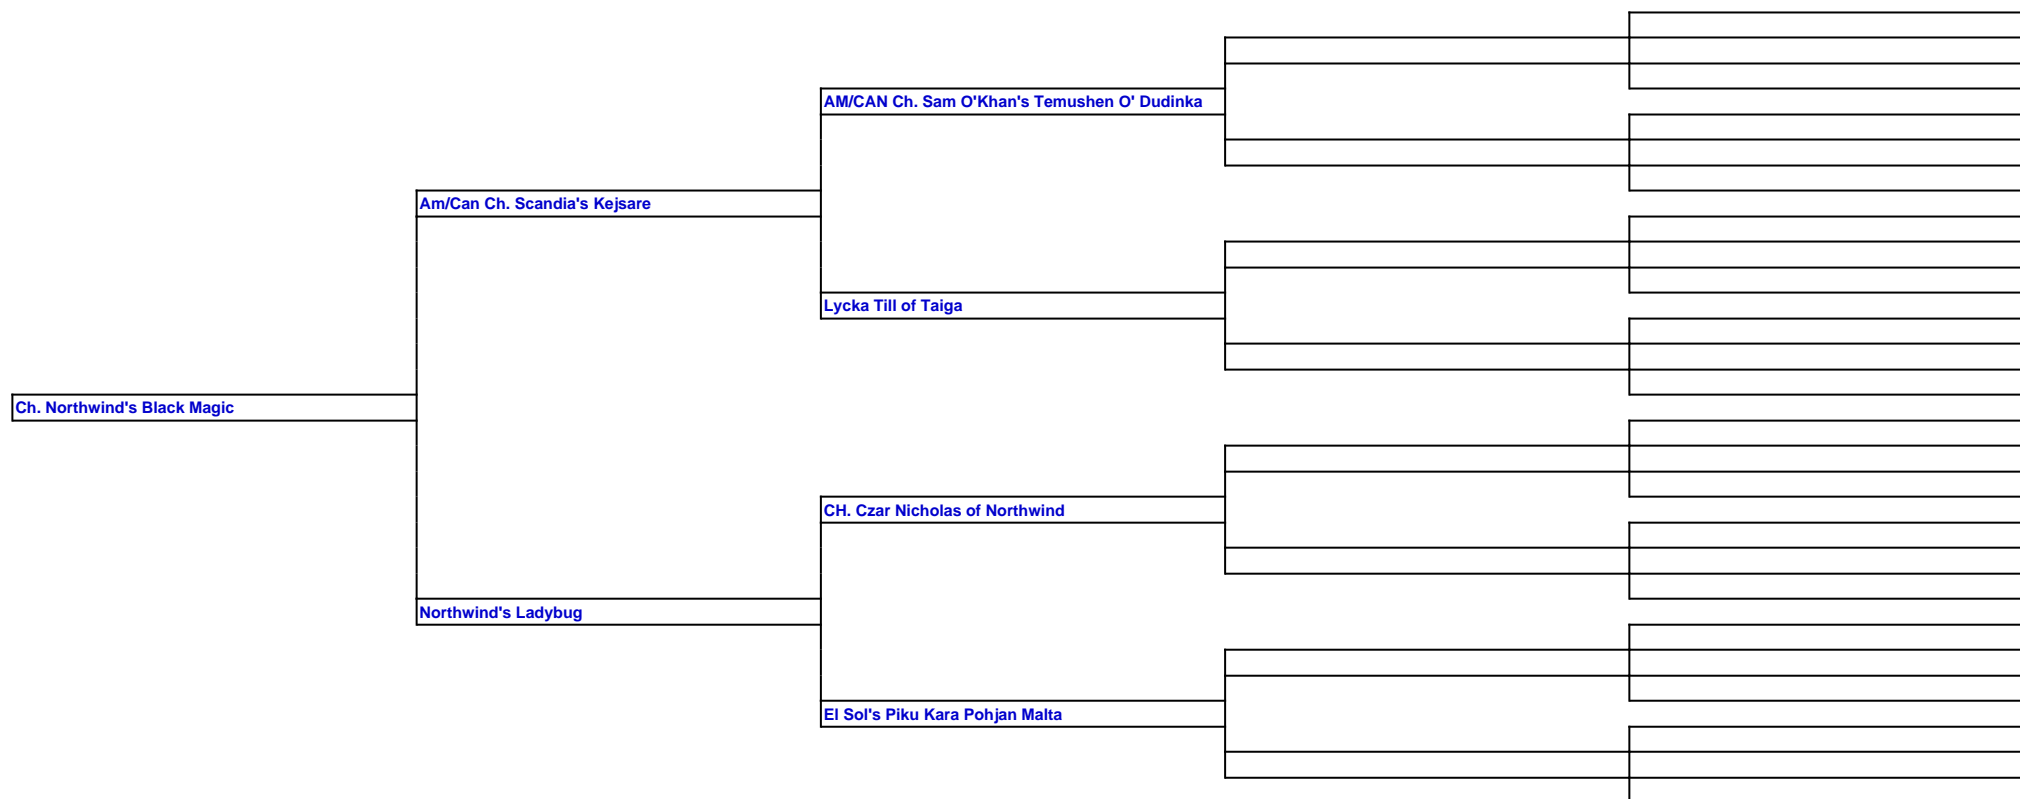 AM/CAN Ch. Sam O'Khan's Temushen O' Dudinka
Am/Can Ch. Scandia's Kejsare
Lycka Till of Taiga
Ch. Northwind's Black Magic
CH. Czar Nicholas of Northwind
Northwind's Ladybug
El Sol's Piku Kara Pohjan Malta